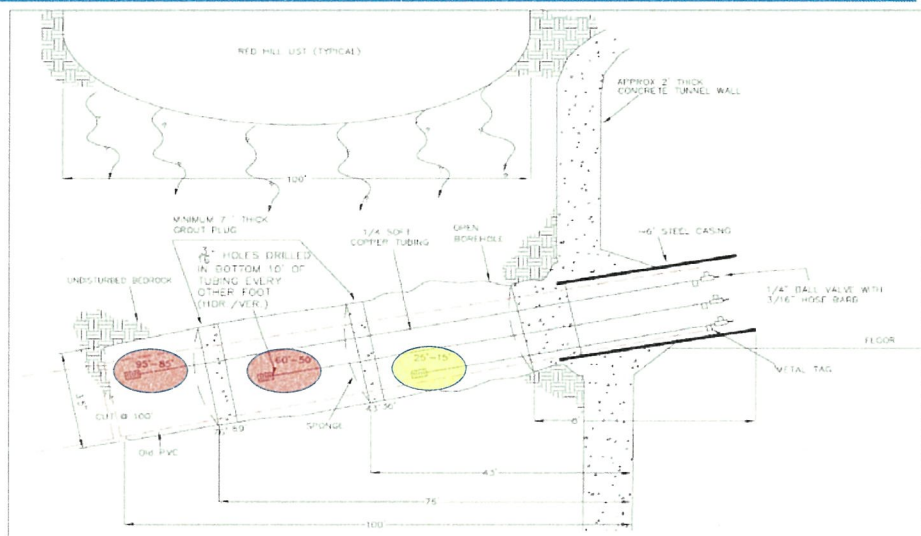 RED HILL UST (TYPICAL)
APPROX 2' THICK
CONCRETE TUNNEL WALL
100'
MINIMUM 7' THICK
GROUT PLUG
1/4 SOFT
COPPER TUBING
OPEN
BOREHOLE
~6' STEEL CASING
HOLES DRILLED
IN BOTTOM 10' OF
TUBING EVERY
OTHER FOOT
(HOR./VER.)
UNDISTURBED BEDROCK
1/4" BALL VALVE WITH
3/16" HOSE BARB
FLOOR
95'-85'
60'-50
25'-15'
METAL TAG
CUT @ 100'
SPONGE
Old PVC
43'
75
100